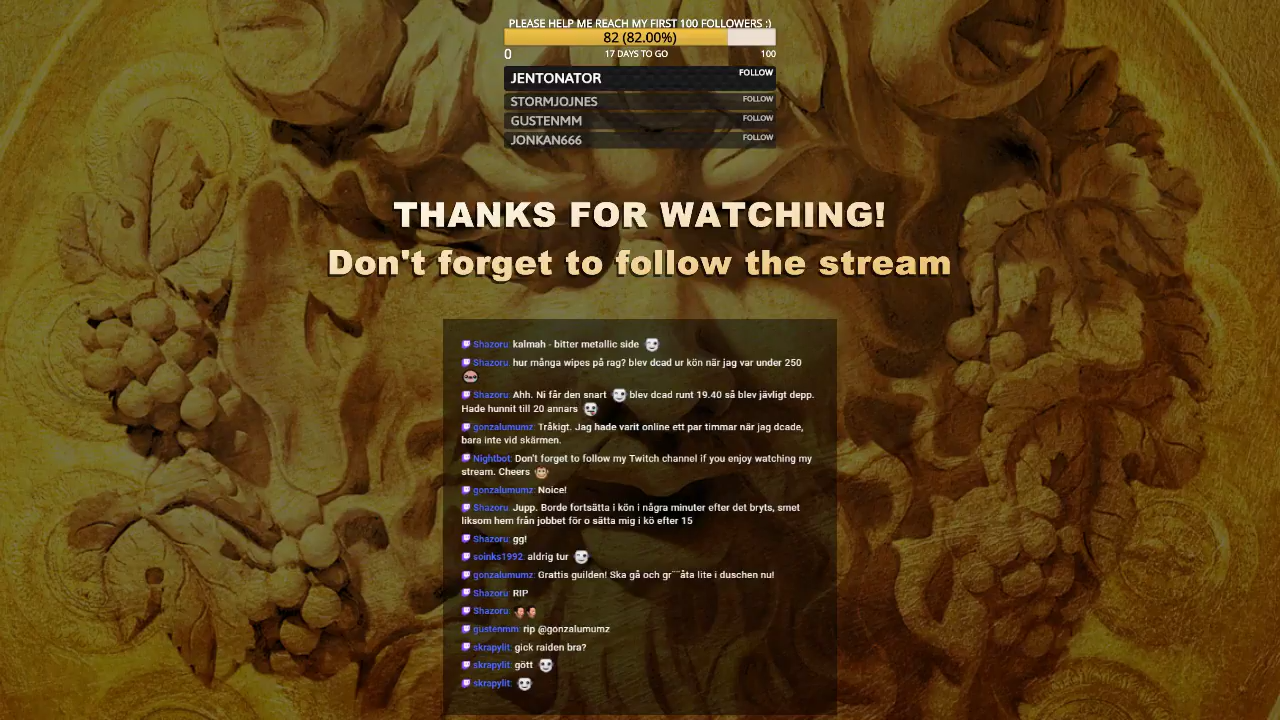 PLEASE HELP ME REACH MY FIRST 100 FOLLOWERS :)
82 (82.00%)
0 17 DAYS TO GO 100
JENTONATOR FOLLOW
STORMJOJNES FOLLOW
GUSTENMM FOLLOW
JONKAN666 FOLLOW
THANKS FOR WATCHING!
Don't forget to follow the stream
Shazoru: kalmah - bitter metallic side
Shazoru: hur många wipes på rag? blev dcad ur kön när jag var under 250
Shazoru: Ahh. Ni får den snart blev dcad runt 19.40 så blev jävligt depp.
Hade hunnit till 20 annars
gonzalumumz: Tråkigt. Jag hade varit online ett par timmar när jag dcade,
bara inte vid skärmen.
Nightbot: Don't forget to follow my Twitch channel if you enjoy watching my
stream. Cheers
gonzalumumz: Noice!
Shazoru: Jupp. Borde fortsätta i kön i några minuter efter det bryts, smet
liksom hem från jobbet för o sätta mig i kö efter 15
Shazoru: gg!
soinks1992: aldrig tur
gonzalumumz: Grattis guilden! Ska gå och gr¨¨åta lite i duschen nu!
Shazoru: RIP
Shazoru:
gustenmm: rip @gonzalumumz
skrapylit: gick raiden bra?
skrapylit: gött
skrapylit: